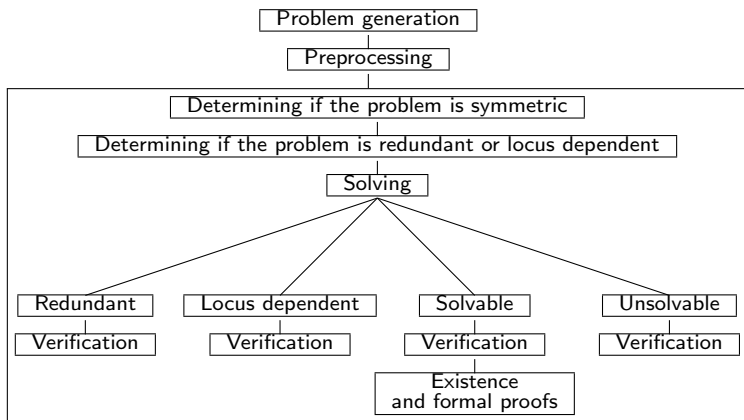 Problem generation
Preprocessing
Determining if the problem is symmetric
Determining if the problem is redundant or locus dependent
Solving
Redundant
Locus dependent
Solvable
Unsolvable
Verification
Verification
Verification
Verification
Existence
and formal proofs